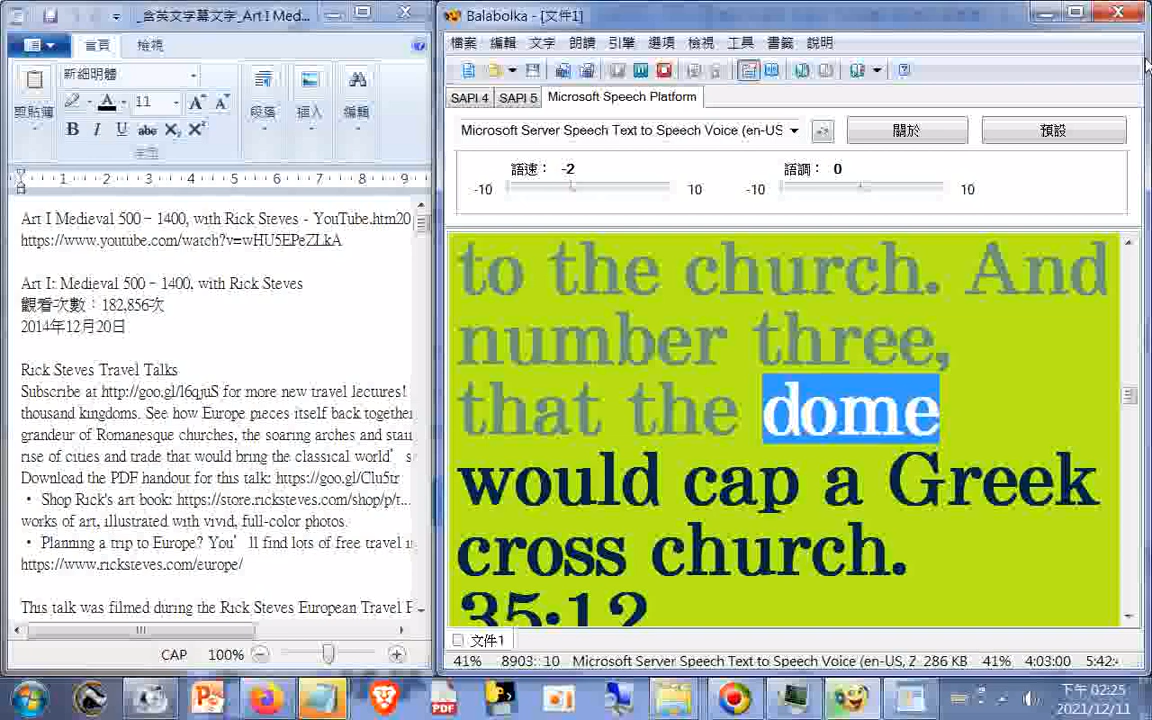 _含英文字幕文字_Art I Med...
首頁
檢視
新細明體
11
剪貼簿
段落
插入
編輯
B I U abc X₂ X²
字型
1 2 3 4 5 6 7 8 9
Art I Medieval 500－1400, with Rick Steves - YouTube.htm20
https://www.youtube.com/watch?v=wHU5EPeZLkA
Art I: Medieval 500－1400, with Rick Steves
觀看次數：182,856次
2014年12月20日
Rick Steves Travel Talks
Subscribe at http://goo.gl/l6qjuS for more new travel lectures!
thousand kingdoms. See how Europe pieces itself back together
grandeur of Romanesque churches, the soaring arches and stai
rise of cities and trade that would bring the classical world's
Download the PDF handout for this talk: https://goo.gl/Clu5tr
• Shop Rick's art book: https://store.ricksteves.com/shop/p/t...
works of art, illustrated with vivid, full-color photos.
• Planning a trip to Europe? You'll find lots of free travel i
https://www.ricksteves.com/europe/
This talk was filmed during the Rick Steves European Travel F
CAP 100%
Balabolka - [文件1]
檔案 編輯 文字 朗讀 引擎 選項 檢視 工具 書籤 說明
SAPI 4 SAPI 5 Microsoft Speech Platform
Microsoft Server Speech Text to Speech Voice (en-US
關於
預設
語速： -2
語調： 0
-10 10 -10 10
to the church. And
number three,
that the dome
would cap a Greek
cross church.
35:12
文件1
41% 8903: 10 Microsoft Server Speech Text to Speech Voice (en-US, Z 286 KB 41% 4:03:00 5:42:
PDF
下午 02:25
2021/12/11